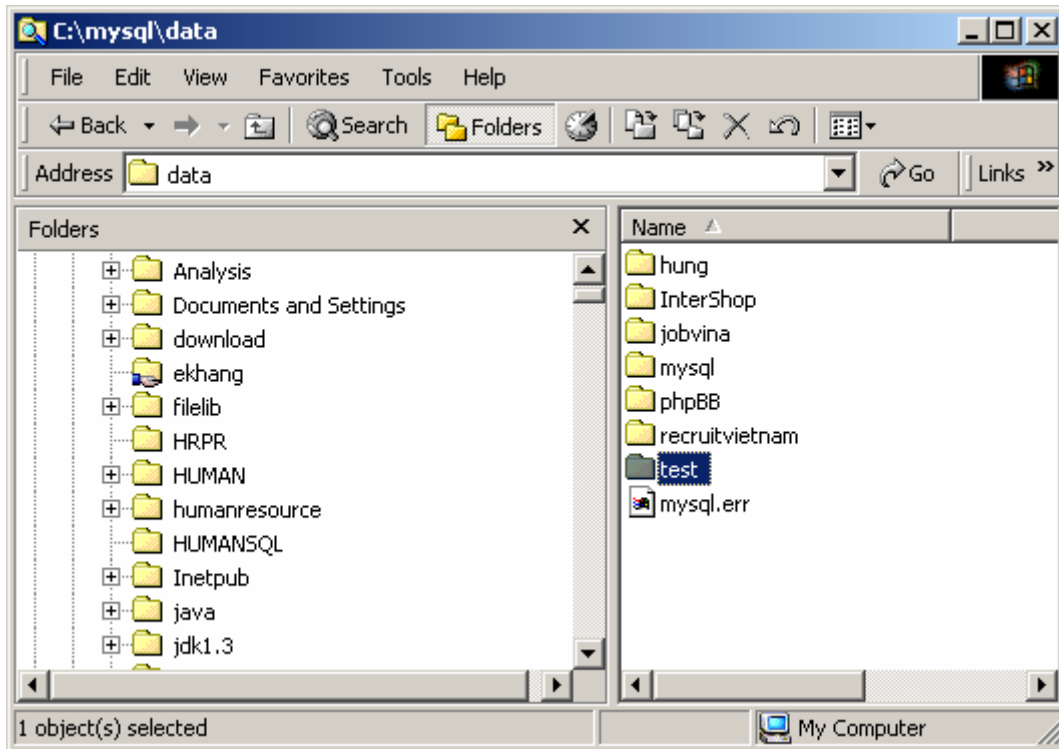 C:\mysql\data
File Edit View Favorites Tools Help
Back Search Folders
Address data Go Links »
Folders
Analysis
Documents and Settings
download
ekhang
filelib
HRPR
HUMAN
humanresource
HUMANSQL
Inetpub
java
jdk1.3
Name
hung
InterShop
jobvina
mysql
phpBB
recruitvietnam
test
mysql.err
1 object(s) selected
My Computer